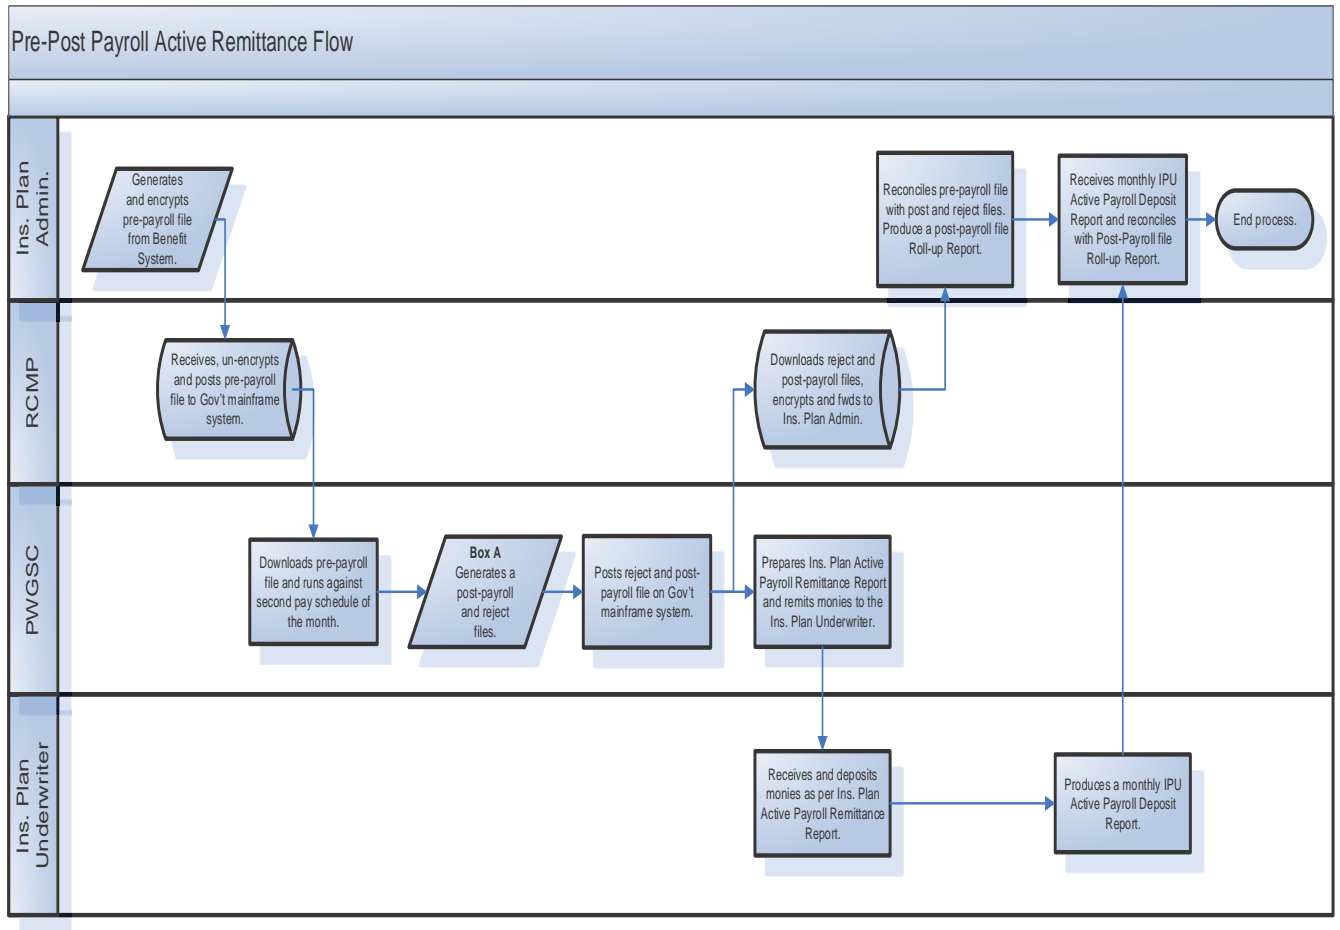 Pre-Post Payroll Active Remittance Flow
Ins. Plan
Admin.
Generates
and encrypts
pre-payroll file
from Benefit
System.
Reconciles pre-payroll file
with post and reject files.
Produce a post-payroll file
Roll-up Report.
Receives monthly IPU
Active Payroll Deposit
Report and reconciles
with Post-Payroll file
Roll-up Report.
End process.
RCMP
Receives, un-encrypts
and posts pre-payroll
file to Gov't mainframe
system.
Downloads reject and
post-payroll files,
encrypts and fwds to
Ins. Plan Admin.
PWGSC
Downloads pre-payroll
file and runs against
second pay schedule of
the month.
Box A
Generates a
post-payroll
and reject
files.
Posts reject and post-
payroll file on Gov't
mainframe system.
Prepares Ins. Plan Active
Payroll Remittance Report
and remits monies to the
Ins. Plan Underwriter.
Ins. Plan
Underwriter
Receives and deposits
monies as per Ins. Plan
Active Payroll Remittance
Report.
Produces a monthly IPU
Active Payroll Deposit
Report.